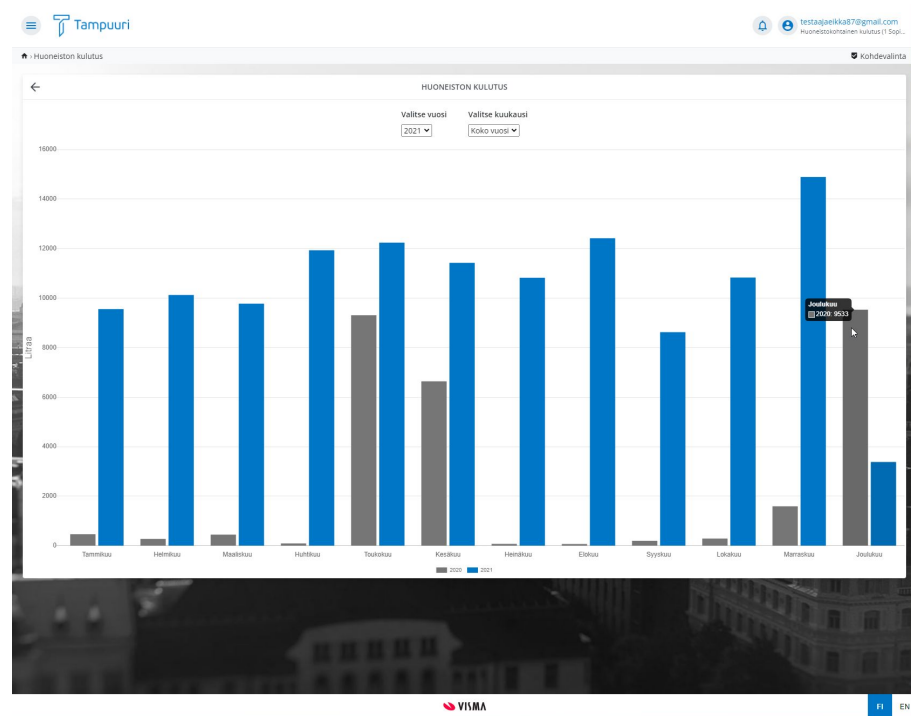 Tampuuri
testaajaeikka87@gmail.com
Huoneistokohtainen kulutus (1 Sopi...
› Huoneiston kulutus
Kohdevalinta
HUONEISTON KULUTUS
Valitse vuosi Valitse kuukausi
2021 Koko vuosi
16000
14000
12000
10000
8000
6000
4000
2000
0
Litraa
Joulukuu
2020: 9533
Tammikuu Helmikuu Maaliskuu Huhtikuu Toukokuu Kesäkuu Heinäkuu Elokuu Syyskuu Lokakuu Marraskuu Joulukuu
2020 2021
VISMA
FI EN